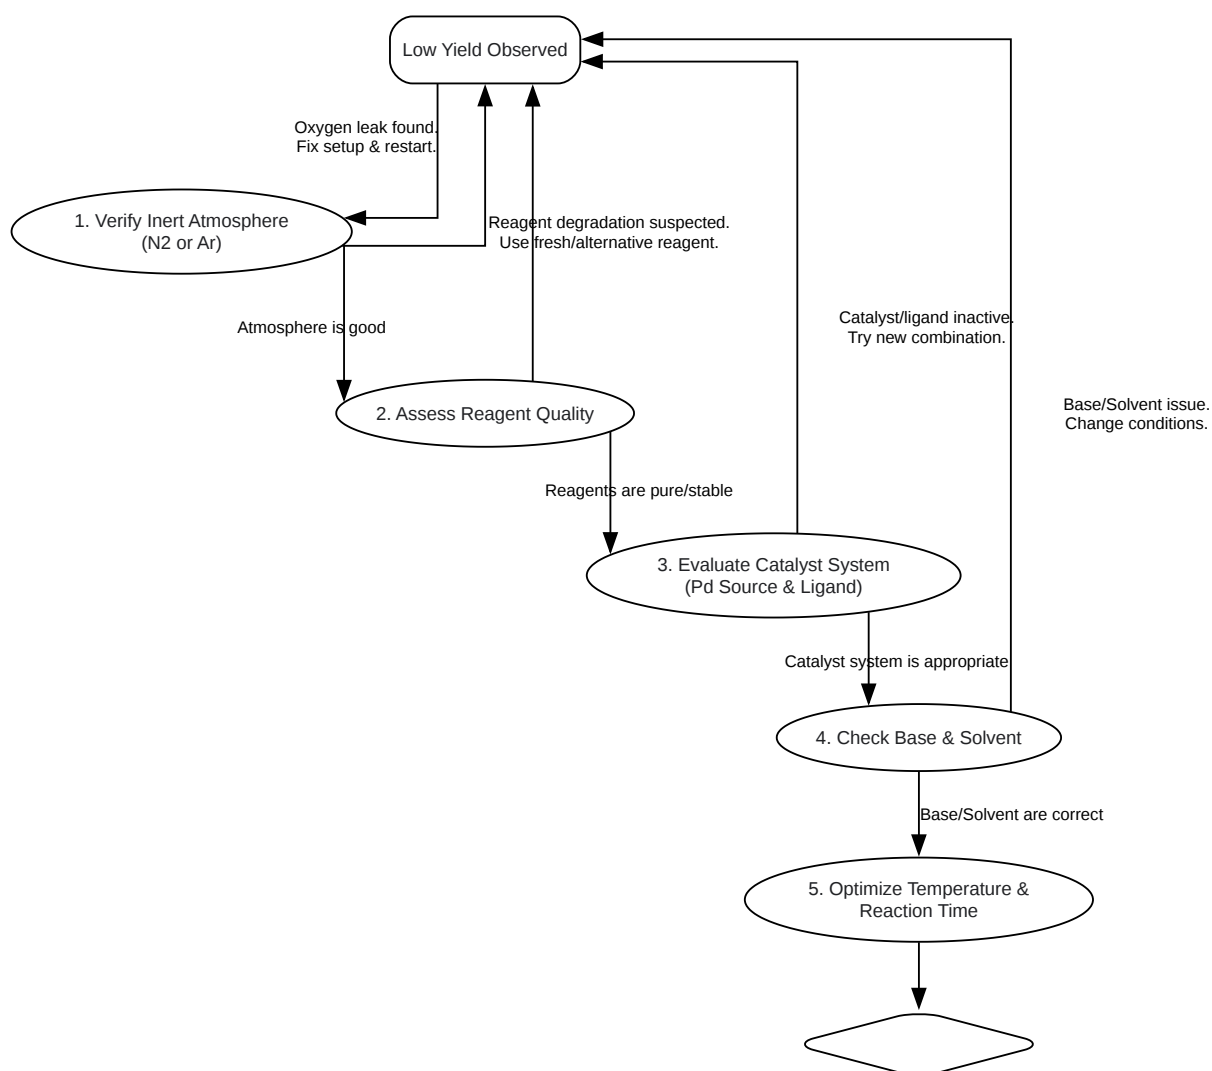 Low Yield Observed
Oxygen leak found.
Fix setup & restart.
1. Verify Inert Atmosphere
(N2 or Ar)
Reagent degradation suspected.
Use fresh/alternative reagent.
Atmosphere is good
Catalyst/ligand inactive.
Try new combination.
Base/Solvent issue.
Change conditions.
2. Assess Reagent Quality
Reagents are pure/stable
3. Evaluate Catalyst System
(Pd Source & Ligand)
Catalyst system is appropriate
4. Check Base & Solvent
Base/Solvent are correct
5. Optimize Temperature &
Reaction Time